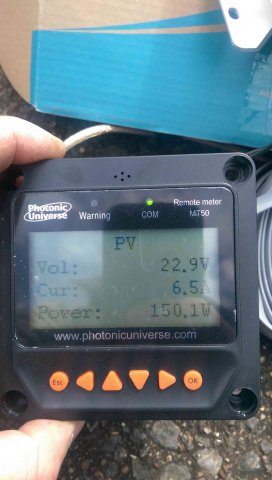 Photonic
Universe
Warning
COM
Remote meter
MT50
PV
Vol: 22.9V
Cur: 6.5A
Power: 150.1W
www.photonicuniverse.com
Esc
OK